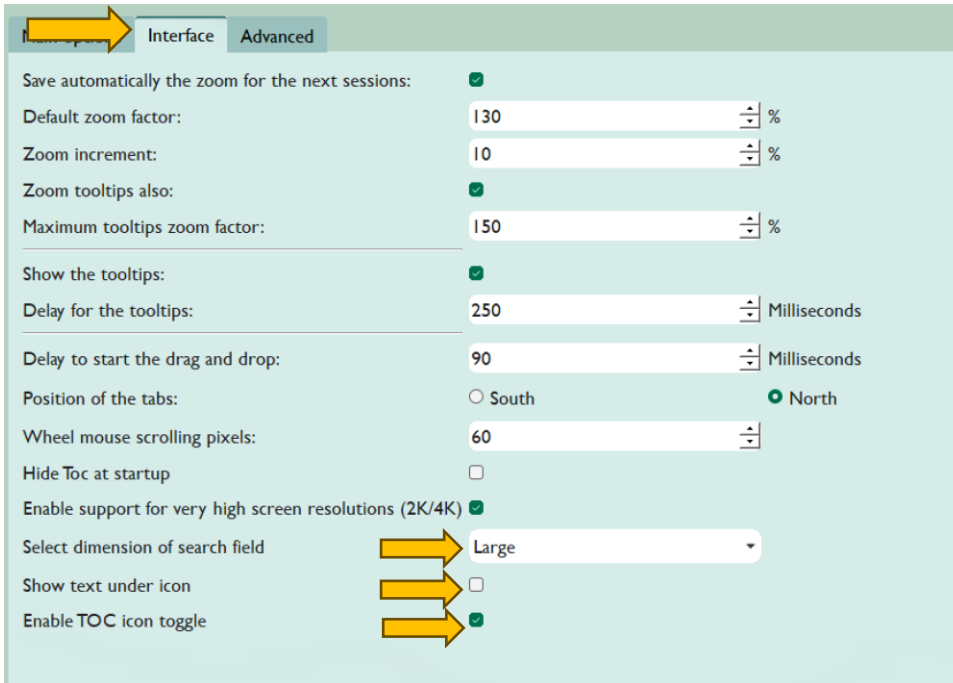 Interface Advanced
Save automatically the zoom for the next sessions:
Default zoom factor: 130 %
Zoom increment: 10 %
Zoom tooltips also:
Maximum tooltips zoom factor: 150 %
Show the tooltips:
Delay for the tooltips: 250 Milliseconds
Delay to start the drag and drop: 90 Milliseconds
Position of the tabs: South North
Wheel mouse scrolling pixels: 60
Hide Toc at startup
Enable support for very high screen resolutions (2K/4K)
Select dimension of search field Large
Show text under icon
Enable TOC icon toggle